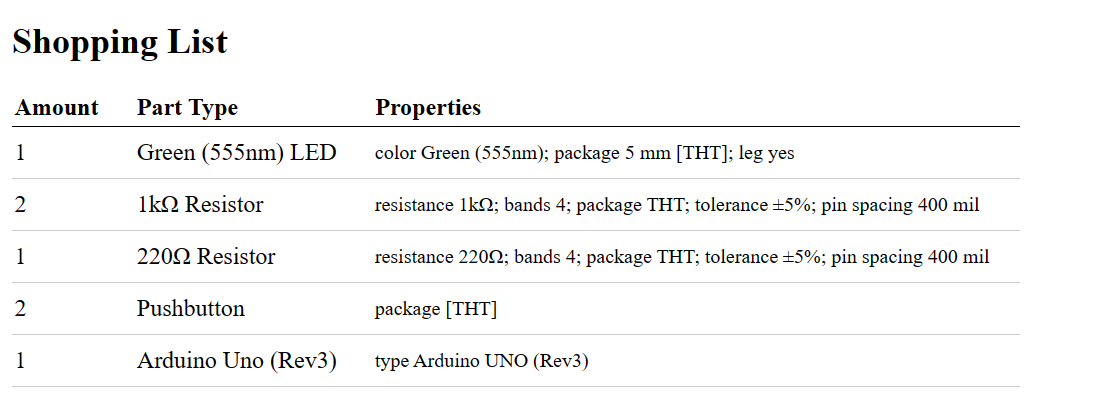 Shopping List
Amount Part Type Properties
1 Green (555nm) LED color Green (555nm); package 5 mm [THT]; leg yes
2 1kΩ Resistor resistance 1kΩ; bands 4; package THT; tolerance ±5%; pin spacing 400 mil
1 220Ω Resistor resistance 220Ω; bands 4; package THT; tolerance ±5%; pin spacing 400 mil
2 Pushbutton package [THT]
1 Arduino Uno (Rev3) type Arduino UNO (Rev3)